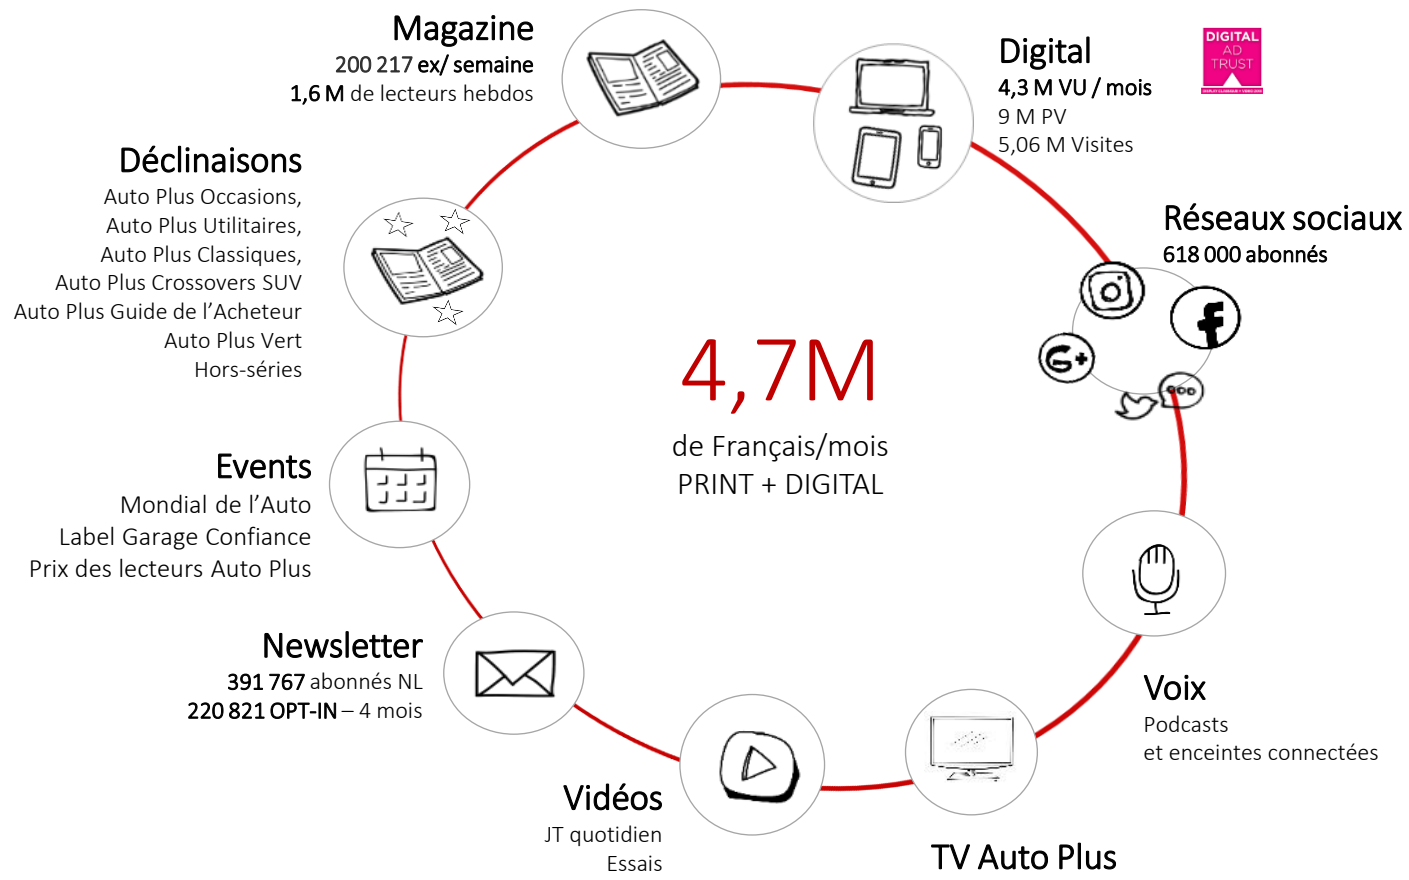 Magazine
200 217 ex/ semaine
1,6 M de lecteurs hebdos
Digital
4,3 M VU / mois
9 M PV
5,06 M Visites
DIGITAL
AD
TRUST
Déclinaisons
Auto Plus Occasions,
Auto Plus Utilitaires,
Auto Plus Classiques,
Auto Plus Crossovers SUV
Auto Plus Guide de l’Acheteur
Auto Plus Vert
Hors-séries
Réseaux sociaux
618 000 abonnés
G+
4,7M
de Français/mois
PRINT + DIGITAL
Events
Mondial de l’Auto
Label Garage Confiance
Prix des lecteurs Auto Plus
Newsletter
391 767 abonnés NL
220 821 OPT-IN – 4 mois
Voix
Podcasts
et enceintes connectées
Vidéos
JT quotidien
Essais
TV Auto Plus